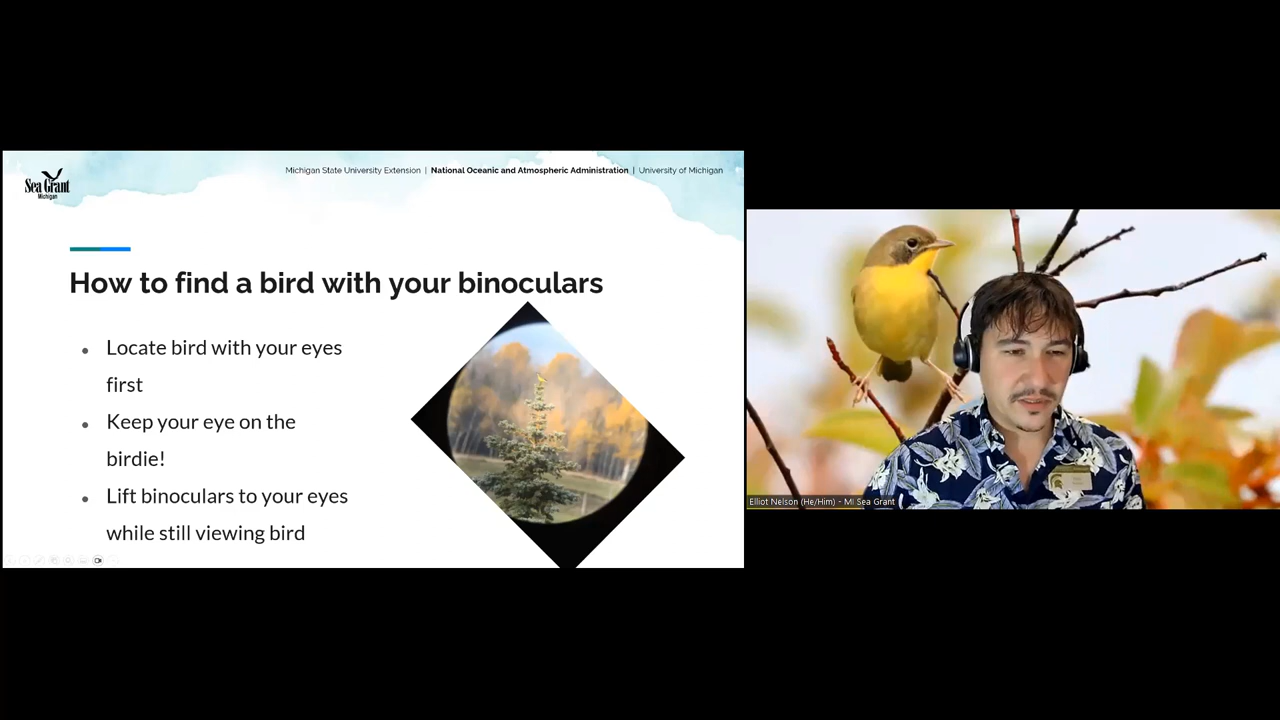 Sea Grant
Michigan
Michigan State University Extension | National Oceanic and Atmospheric Administration | University of Michigan
How to find a bird with your binoculars
● Locate bird with your eyes
first
● Keep your eye on the
birdie!
● Lift binoculars to your eyes
while still viewing bird
Elliot Nelson (He/Him) - MI Sea Grant